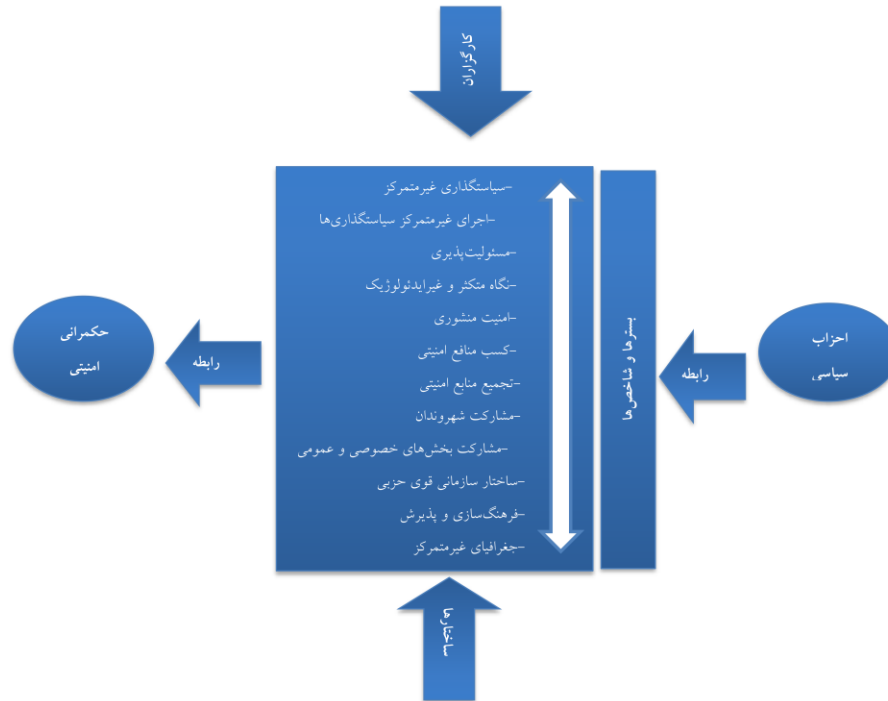 کارگزاران
احزاب
سیاسی
رابطه
بسترها و شاخص‌ها
-سیاستگذاری غیرمتمرکز
-اجرای غیرمتمرکز سیاستگذاری‌ها
-مسئولیت‌پذیری
-نگاه متکثر و غیرایدئولوژیک
-امنیت منشوری
-کسب منافع امنیتی
-تجمیع منابع امنیتی
-مشارکت شهروندان
-مشارکت بخش‌های خصوصی و عمومی
-ساختار سازمانی قوی حزبی
-فرهنگ‌سازی و پذیرش
-جغرافیای غیرمتمرکز
رابطه
حکمرانی
امنیتی
ساختارها